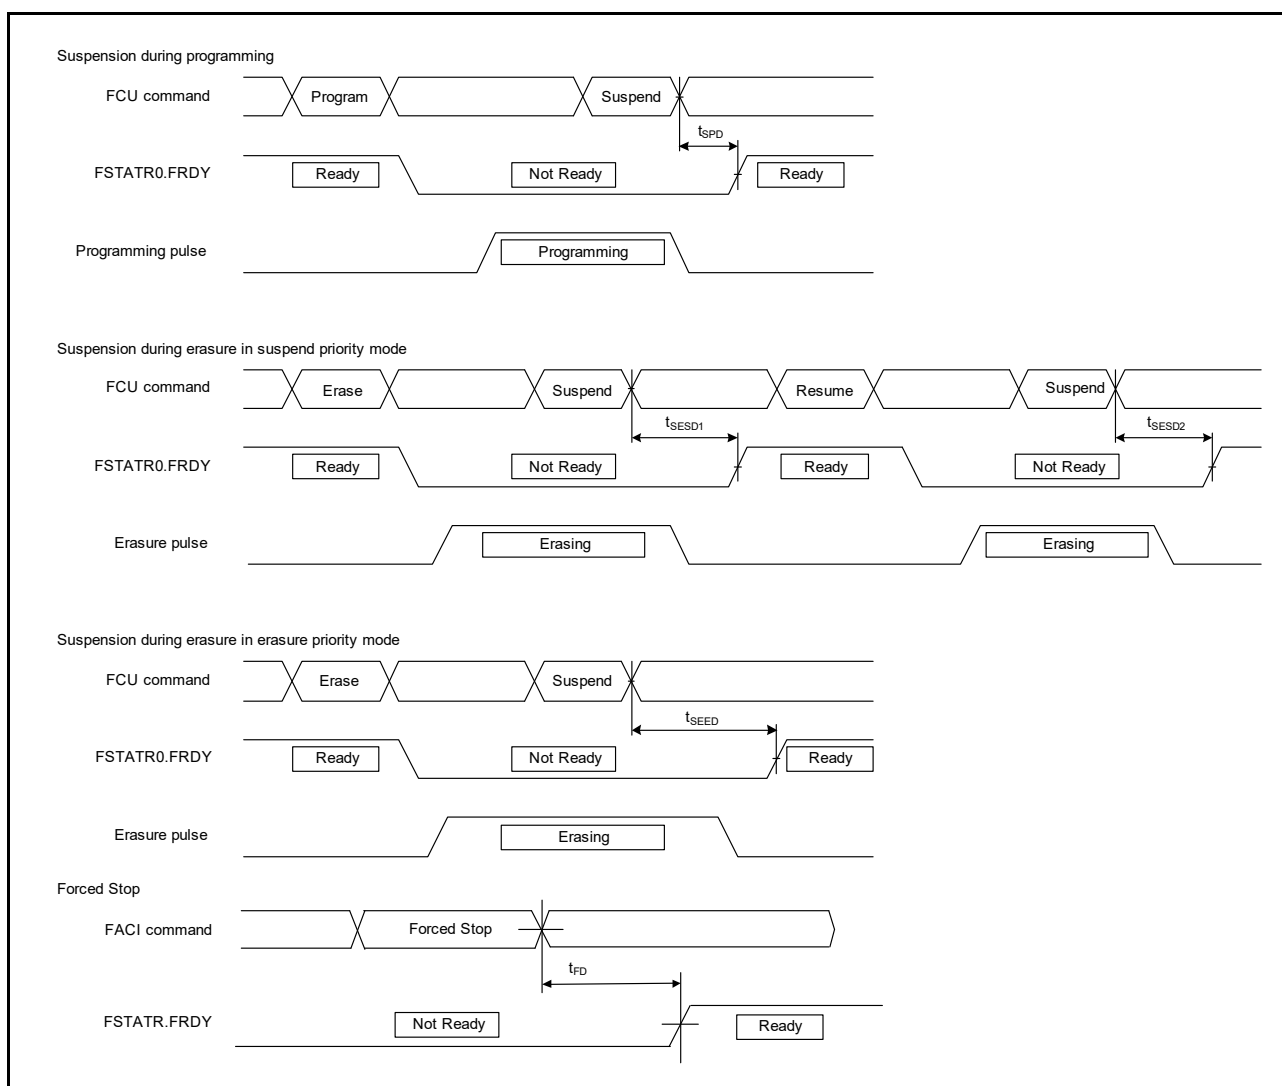 Suspension during programming
FCU command Program Suspend
tSPD
FSTATR0.FRDY Ready Not Ready Ready
Programming pulse Programming
Suspension during erasure in suspend priority mode
FCU command Erase Suspend Resume Suspend
tSESD1 tSESD2
FSTATR0.FRDY Ready Not Ready Ready Not Ready
Erasure pulse Erasing Erasing
Suspension during erasure in erasure priority mode
FCU command Erase Suspend
tSEED
FSTATR0.FRDY Ready Not Ready Ready
Erasure pulse Erasing
Forced Stop
FACI command Forced Stop
tFD
FSTATR.FRDY Not Ready Ready